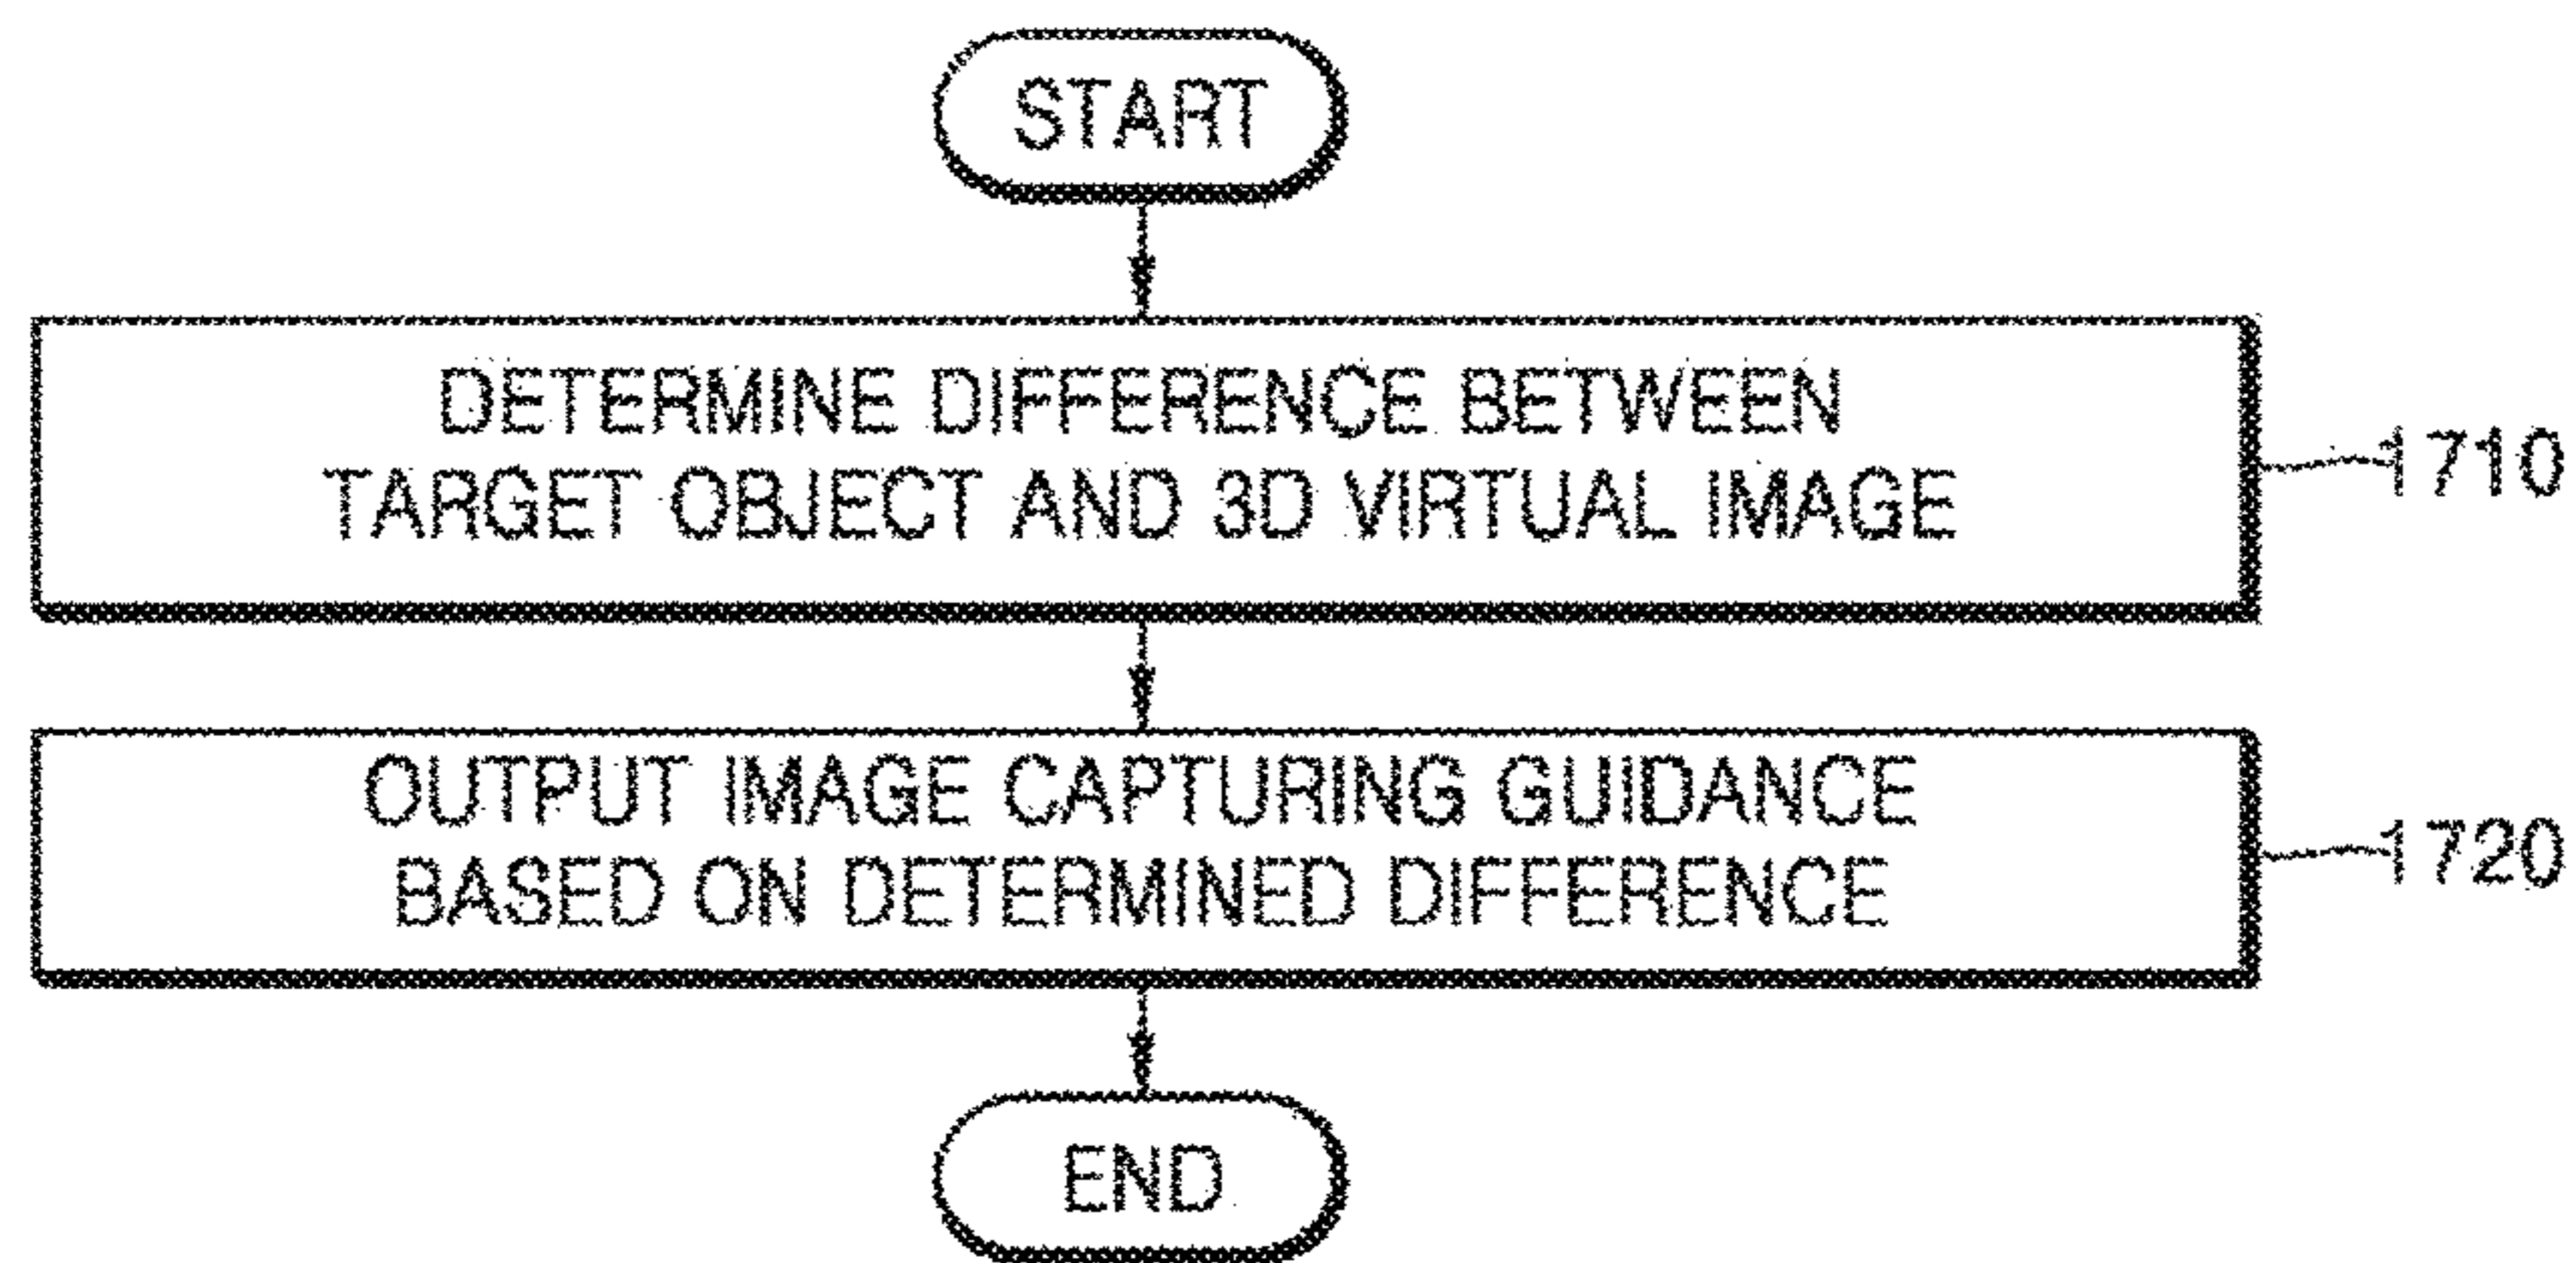 START
DETERMINE DIFFERENCE BETWEEN
TARGET OBJECT AND 3D VIRTUAL IMAGE
1710
OUTPUT IMAGE CAPTURING GUIDANCE
BASED ON DETERMINED DIFFERENCE
1720
END